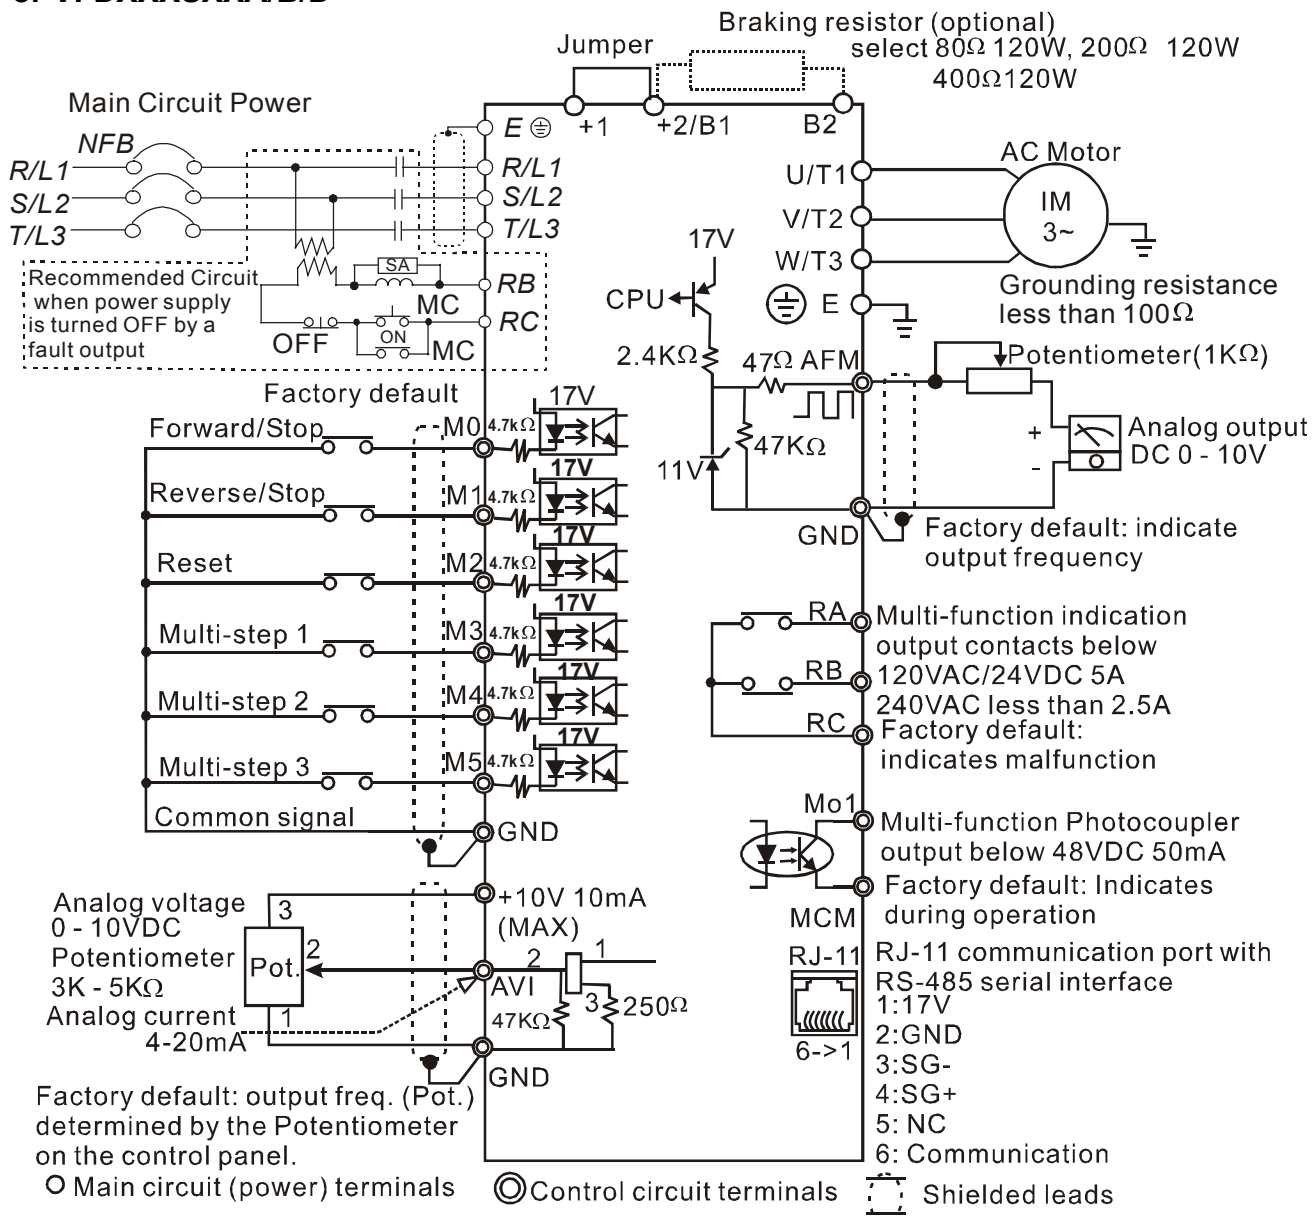 Braking resistor (optional)
select 80Ω 120W, 200Ω 120W
400Ω120W
Jumper
+1
+2/B1
B2
Main Circuit Power
NFB
R/L1
S/L2
T/L3
E
R/L1
S/L2
T/L3
Recommended Circuit
when power supply
is turned OFF by a
fault output
SA
MC
OFF
ON
MC
RB
RC
U/T1
V/T2
W/T3
E
AC Motor
IM
3~
Grounding resistance
less than 100Ω
17V
CPU
2.4KΩ
47Ω
AFM
47KΩ
11V
GND
Potentiometer(1KΩ)
+
-
Analog output
DC 0 - 10V
Factory default: indicate
output frequency
Factory default
Forward/Stop
M0
4.7kΩ
17V
Reverse/Stop
M1
4.7kΩ
17V
Reset
M2
4.7kΩ
17V
Multi-step 1
M3
4.7kΩ
17V
Multi-step 2
M4
4.7kΩ
17V
Multi-step 3
M5
4.7kΩ
17V
Common signal
GND
RA
RB
RC
Multi-function indication
output contacts below
120VAC/24VDC 5A
240VAC less than 2.5A
Factory default:
indicates malfunction
Mo1
MCM
Multi-function Photocoupler
output below 48VDC 50mA
Factory default: Indicates
during operation
Analog voltage
0 - 10VDC
Potentiometer
3K - 5KΩ
Analog current
4-20mA
3
Pot.
2
1
+10V 10mA
(MAX)
2
1
AVI
3
47KΩ
250Ω
GND
RJ-11
6->1
RJ-11 communication port with
RS-485 serial interface
1:17V
2:GND
3:SG-
4:SG+
5: NC
6: Communication
Factory default: output freq. (Pot.)
determined by the Potentiometer
on the control panel.
Main circuit (power) terminals
Control circuit terminals
Shielded leads